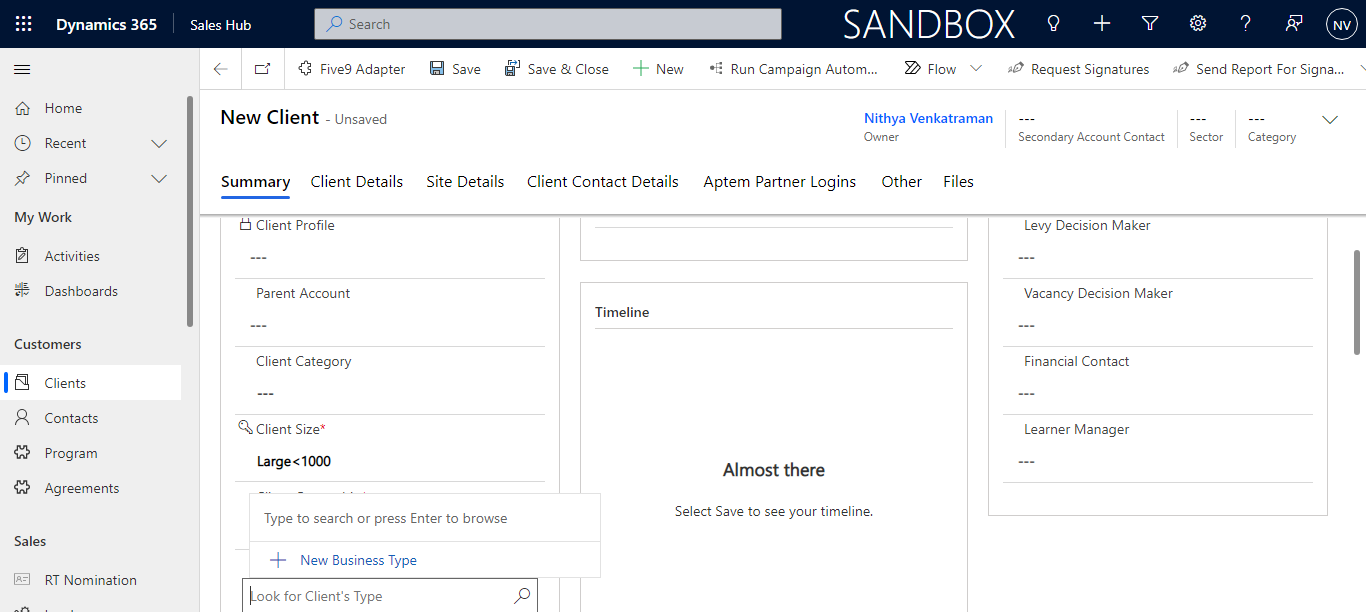 Dynamics 365 Sales Hub Search SANDBOX NV
Five9 Adapter Save Save & Close New Run Campaign Autom... Flow Request Signatures Send Report For Signa...
Home
Recent
Pinned
My Work
Activities
Dashboards
Customers
Clients
Contacts
Program
Agreements
Sales
RT Nomination
New Client - Unsaved
Nithya Venkatraman
Owner
---
Secondary Account Contact
---
Sector
---
Category
Summary Client Details Site Details Client Contact Details Aptem Partner Logins Other Files
Client Profile
---
Parent Account
---
Client Category
---
Client Size*
Large<1000
Type to search or press Enter to browse
New Business Type
Look for Client's Type
Timeline
Almost there
Select Save to see your timeline.
Levy Decision Maker
---
Vacancy Decision Maker
---
Financial Contact
---
Learner Manager
---